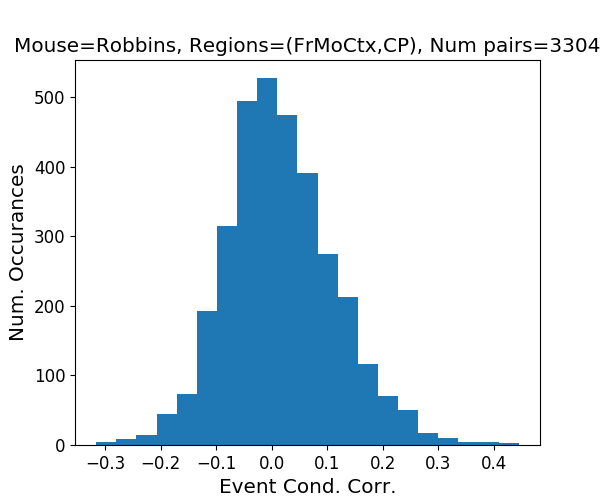 Mouse=Robbins, Regions=(FrMoCtx,CP), Num pairs=3304
Num. Occurances
500
400
300
200
100
0
−0.3 −0.2 −0.1 0.0 0.1 0.2 0.3 0.4
Event Cond. Corr.